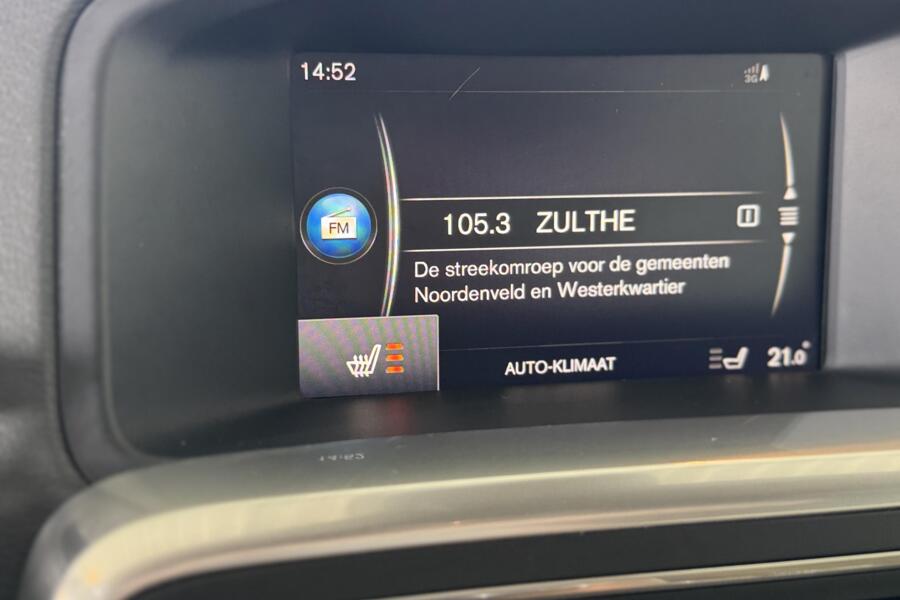 14:52
3G
FM
105.3 ZULTHE
De streekomroep voor de gemeenten
Noordenveld en Westerkwartier
AUTO-KLIMAAT
21.0°